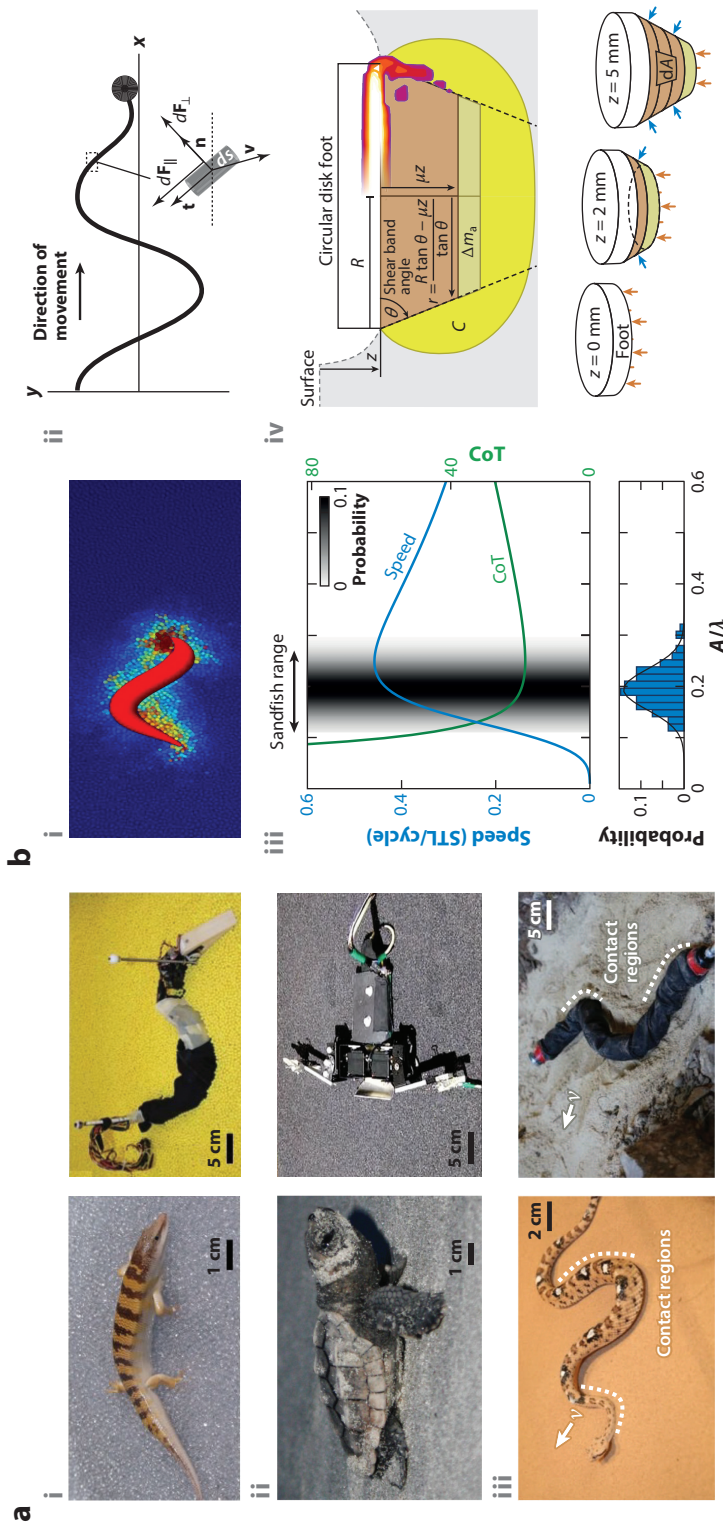 a
i
1 cm
5 cm
ii
1 cm
5 cm
iii
v
Contact regions
2 cm
v
Contact
regions
5 cm
b
i
ii
y
Direction of
movement
x
dF∥
dF⊥
t
n
ds
v
iii
Sandfish range
0.6
0.4
0.2
0
Speed (STL/cycle)
80
40
0
CoT
0
0.1
Probability
Speed
CoT
0.1
0
Probability
0
0.2
0.4
0.6
A/λ
iv
Surface
Circular disk foot
R
z
θ
Shear band
angle
r = R tan θ − μz / tan θ
μz
Δmₐ
C
z = 0 mm
Foot
z = 2 mm
z = 5 mm
dA